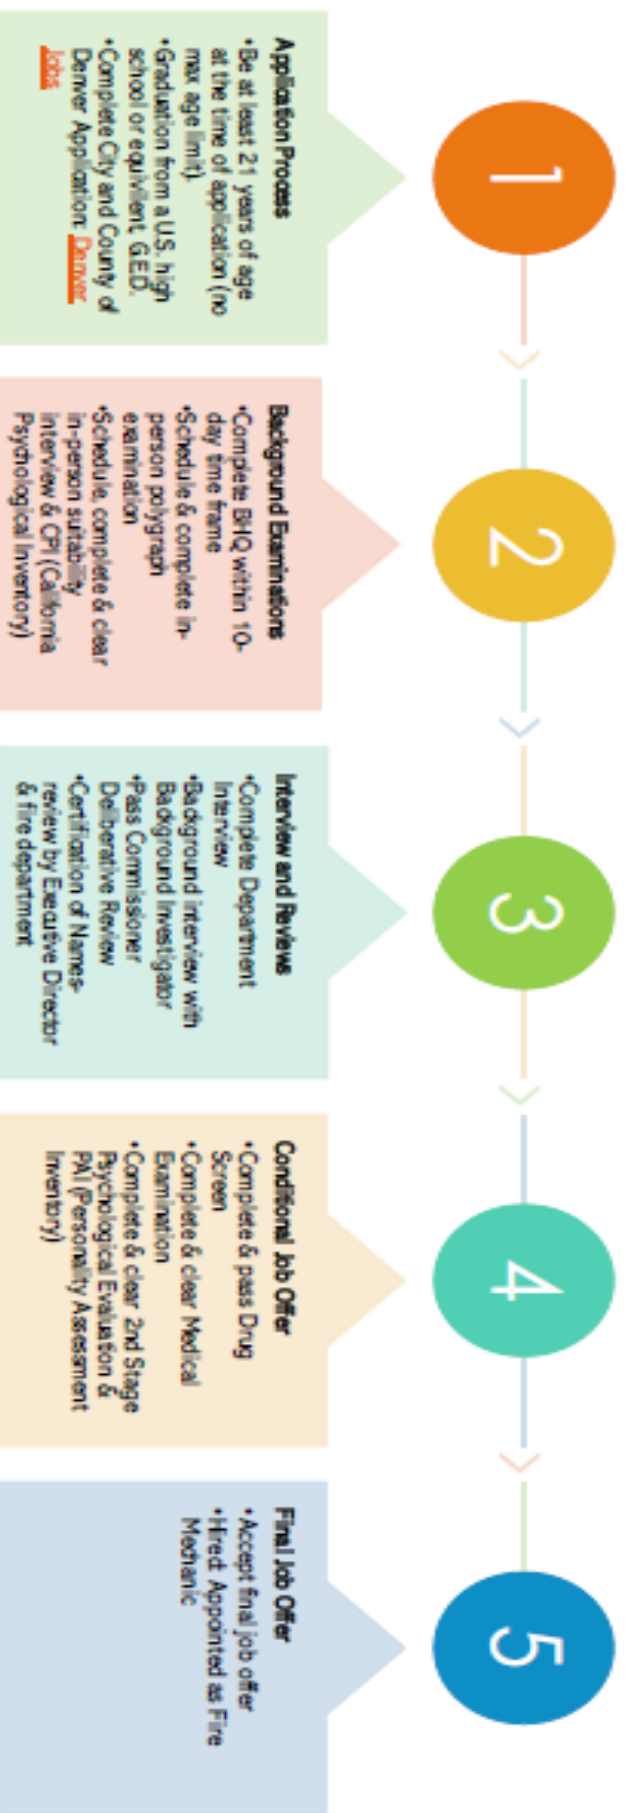 1
Application Process
• Be at least 21 years of age
at the time of application (no
max age limit).
• Graduation from a U.S. high
school or equivilent, G.E.D.
• Complete City and County of
Denver Application: Denver
Jobs
2
Background Examinations
• Complete BHQ within 10-
day time frame
• Schedule & complete in-
person polygraph
examination
• Schedule, complete & clear
in-person suitability
interview & CPI (California
Psychological Inventory)
3
Interview and Reviews
• Complete Department
Interview
• Background interview with
Background Investigator
• Pass Commissioner
Deliberative Review
• Certification of Names-
review by Executive Director
& fire department
4
Conditional Job Offer
• Complete & pass Drug
Screen
• Complete & clear Medical
Examination
• Complete & clear 2nd Stage
Psychological Evaluation &
PAI (Personality Assessment
Inventory)
5
Final Job Offer
• Accept final job offer
• Hired: Appointed as Fire
Mechanic